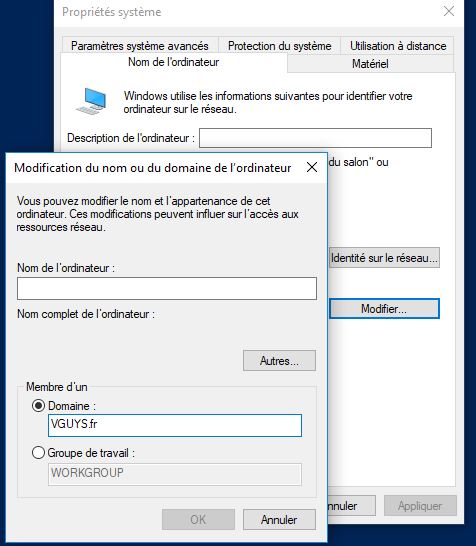 Propriétés système
Paramètres système avancés
Protection du système
Utilisation à distance
Nom de l'ordinateur
Matériel
Windows utilise les informations suivantes pour identifier votre
ordinateur sur le réseau.
Description de l'ordinateur :
du salon" ou
Modification du nom ou du domaine de l'ordinateur
Vous pouvez modifier le nom et l'appartenance de cet
ordinateur. Ces modifications peuvent influer sur l'accès aux
ressources réseau.
Identité sur le réseau...
Nom de l'ordinateur :
Modifier...
Nom complet de l'ordinateur :
Autres...
Membre d'un
Domaine :
VGUYS.fr
Groupe de travail :
WORKGROUP
OK
Annuler
nnuler
Appliquer